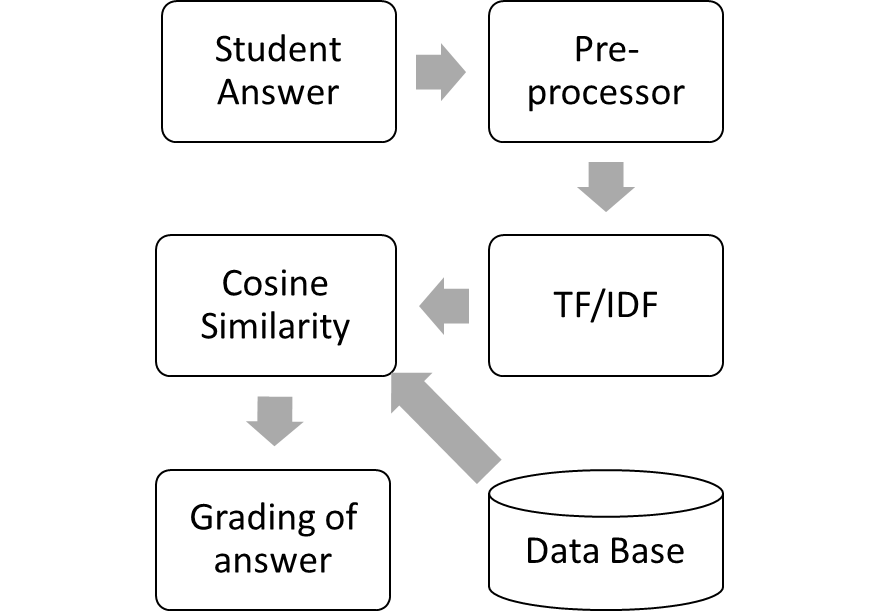 Student
Answer
Pre-
processor
Cosine
Similarity
TF/IDF
Grading of
answer
Data Base